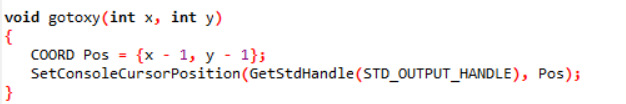 void gotoxy(int x, int y)
{
    COORD Pos = {x - 1, y - 1};
    SetConsoleCursorPosition(GetStdHandle(STD_OUTPUT_HANDLE), Pos);
}